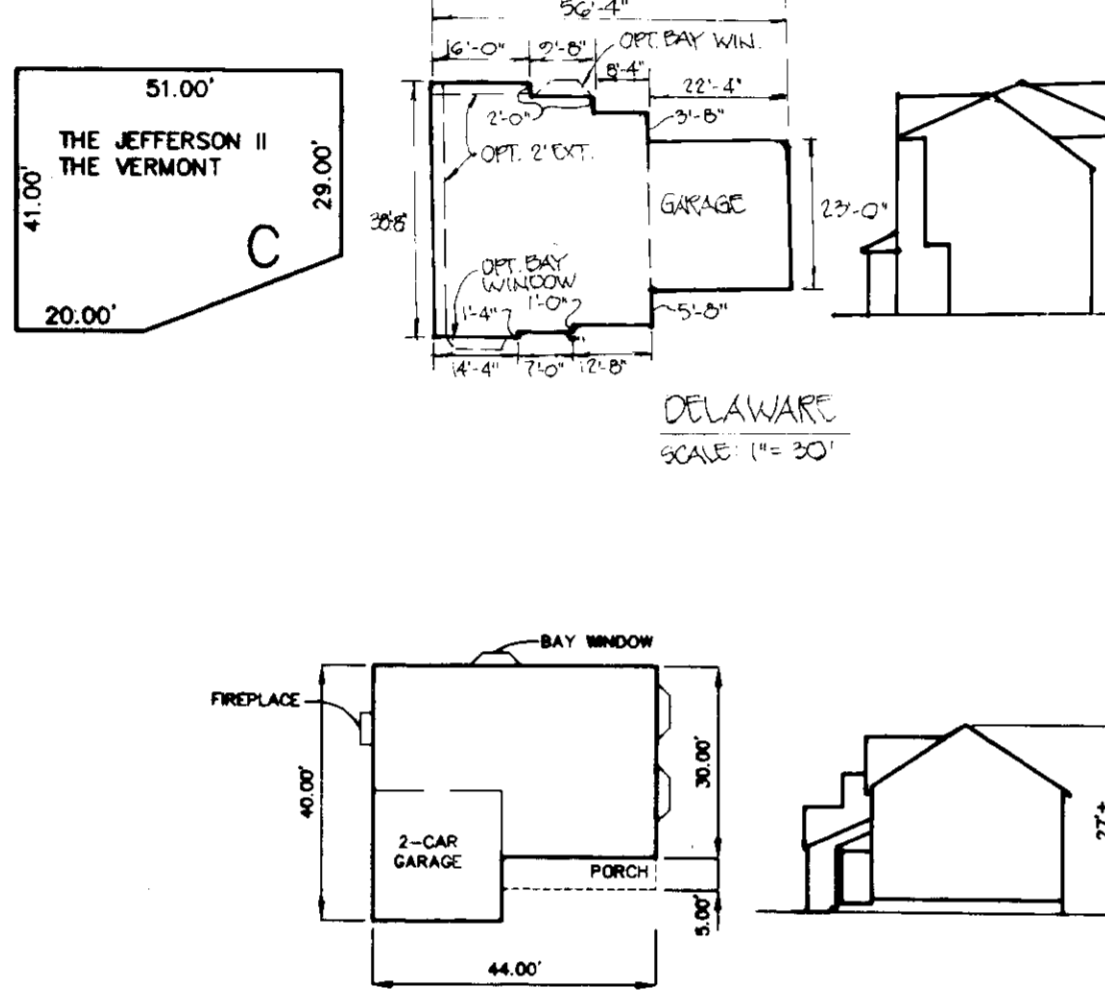 56'-4"
16'-0"
9'-8"
OPT. BAY WIN.
8'-4"
22'-4"
51.00'
THE JEFFERSON II
THE VERMONT
41.00'
29.00'
C
20.00'
2'-0"
3'-8"
OPT. 2' EXT.
38'8"
GARAGE
23'-0"
OPT. BAY
WINDOW
1'-4"
1'-0"
5'-8"
14'-4"
7'-0"
12'-8"
DELAWARE
SCALE: 1"= 30'
BAY WINDOW
FIREPLACE
40.00'
30.00'
2-CAR
GARAGE
PORCH
5.00'
44.00'
27'±